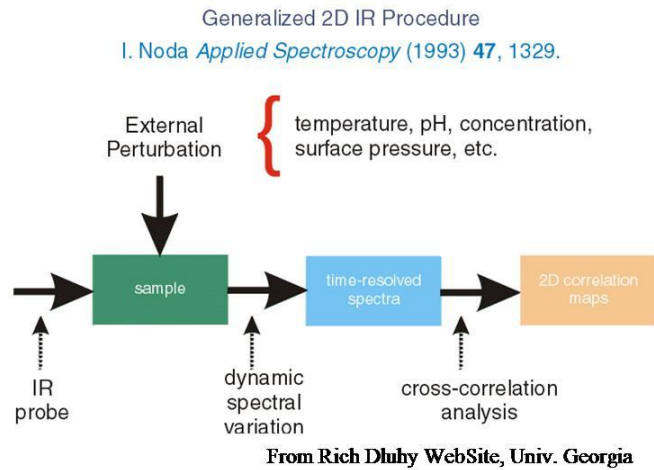 Generalized 2D IR Procedure
I. Noda Applied Spectroscopy (1993) 47, 1329.
External
Perturbation
temperature, pH, concentration,
surface pressure, etc.
sample
time-resolved
spectra
2D correlation
maps
IR
probe
dynamic
spectral
variation
cross-correlation
analysis
From Rich Dluhy WebSite, Univ. Georgia